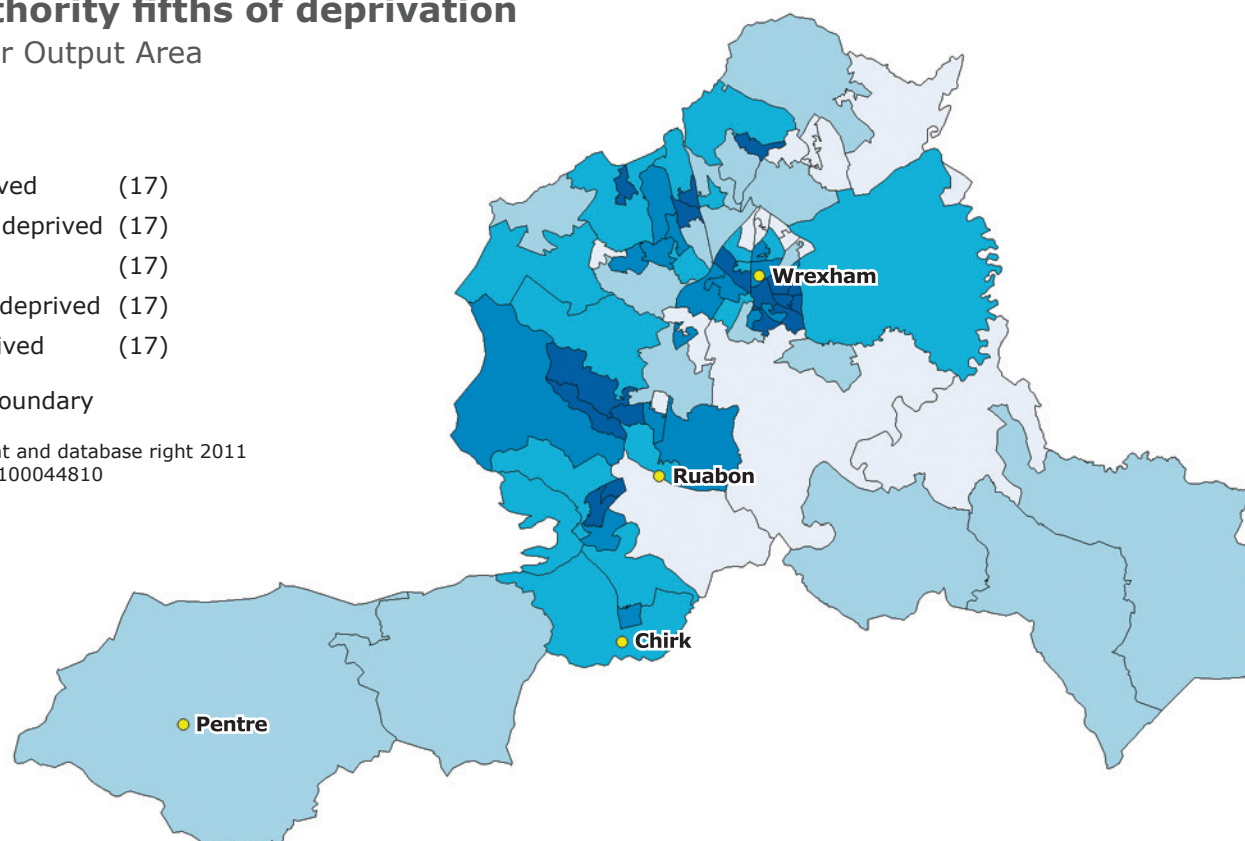 thority fifths of deprivation
r Output Area
ved (17)
deprived (17)
(17)
deprived (17)
ived (17)
oundary
t and database right 2011
100044810
Wrexham
Ruabon
Chirk
Pentre